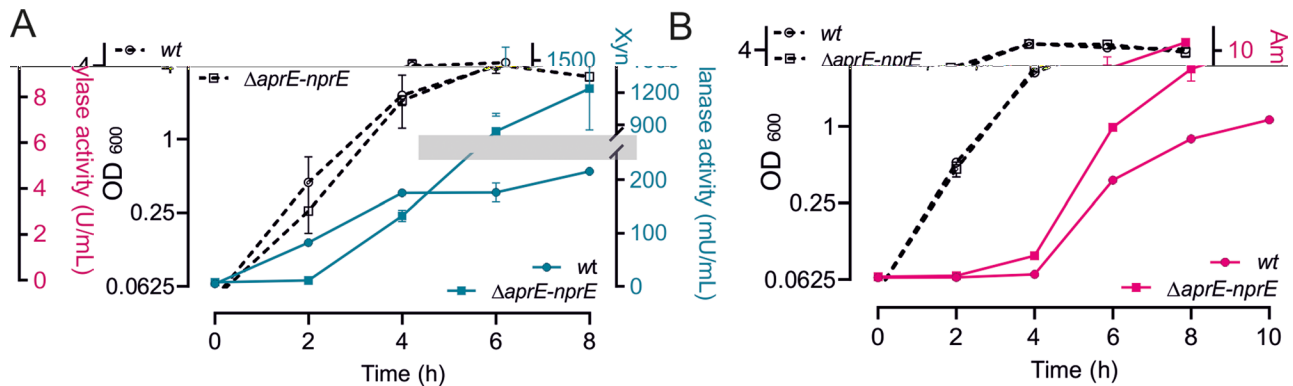 A
wt
ΔaprE-nprE
4
1
0.25
0.0625
OD 600
8
6
4
2
0
ylase activity (U/mL)
1500
1200
900
200
100
0
Xyn
lanase activity (mU/mL)
wt
ΔaprE-nprE
0 2 4 6 8
Time (h)
B
wt
ΔaprE-nprE
4
1
0.25
0.0625
OD 600
10
Am
wt
ΔaprE-nprE
0 2 4 6 8 10
Time (h)